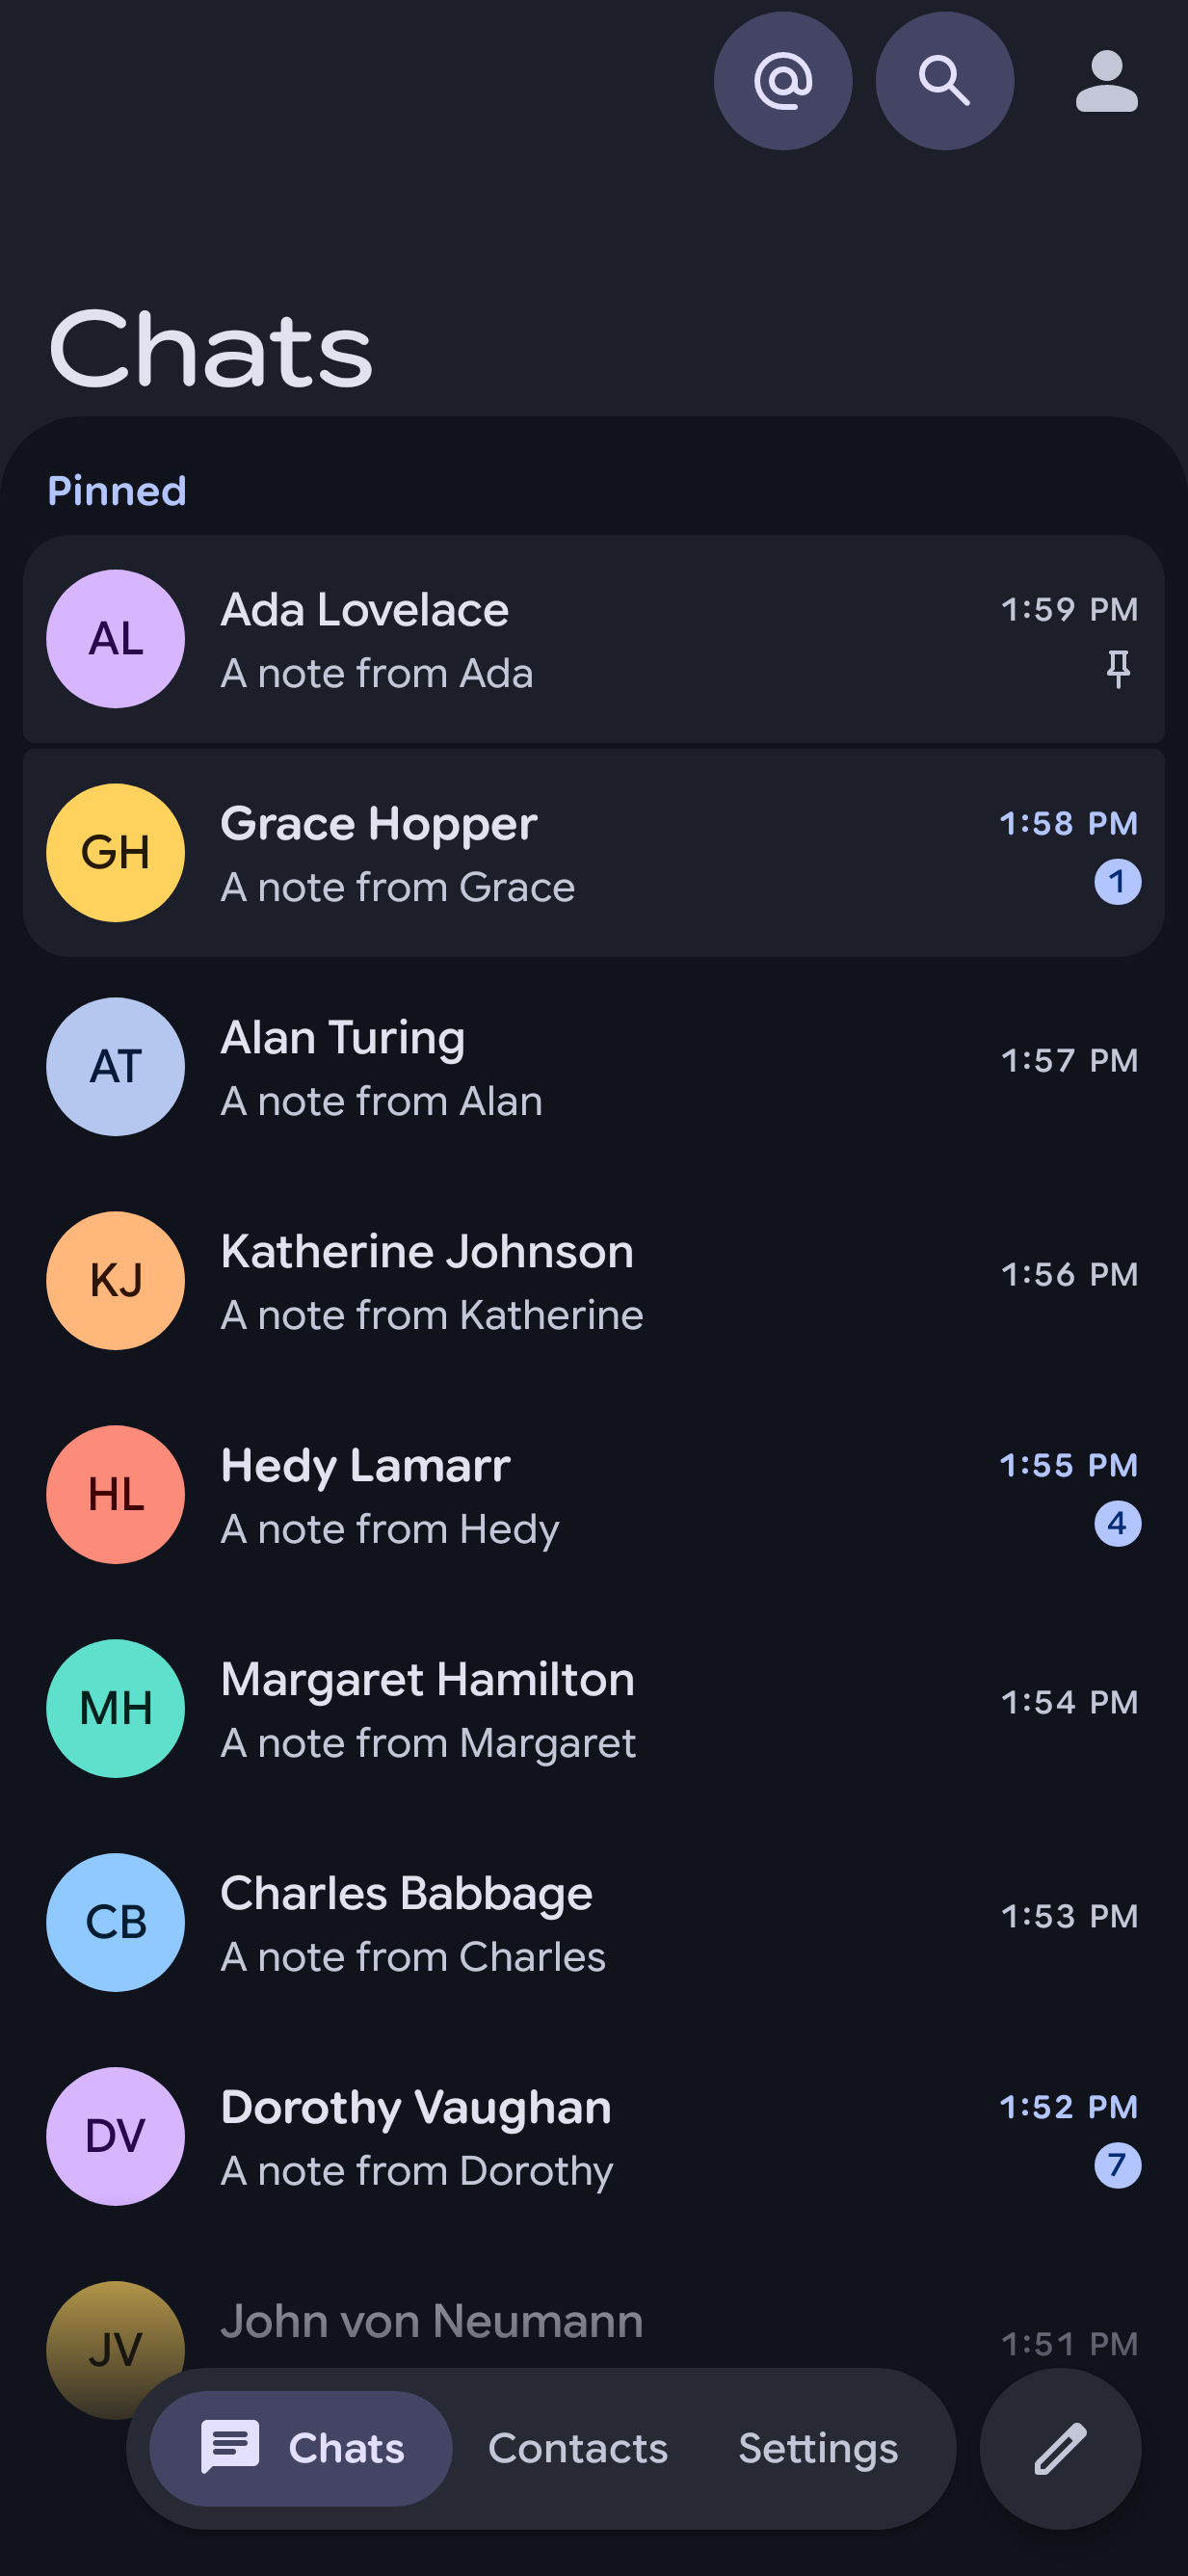 Chats
Pinned
AL
Ada Lovelace
1:59 PM
A note from Ada
GH
Grace Hopper
1:58 PM
A note from Grace
1
AT
Alan Turing
1:57 PM
A note from Alan
KJ
Katherine Johnson
1:56 PM
A note from Katherine
HL
Hedy Lamarr
1:55 PM
A note from Hedy
4
MH
Margaret Hamilton
1:54 PM
A note from Margaret
CB
Charles Babbage
1:53 PM
A note from Charles
DV
Dorothy Vaughan
1:52 PM
A note from Dorothy
7
JV
John von Neumann
1:51 PM
Chats
Contacts
Settings